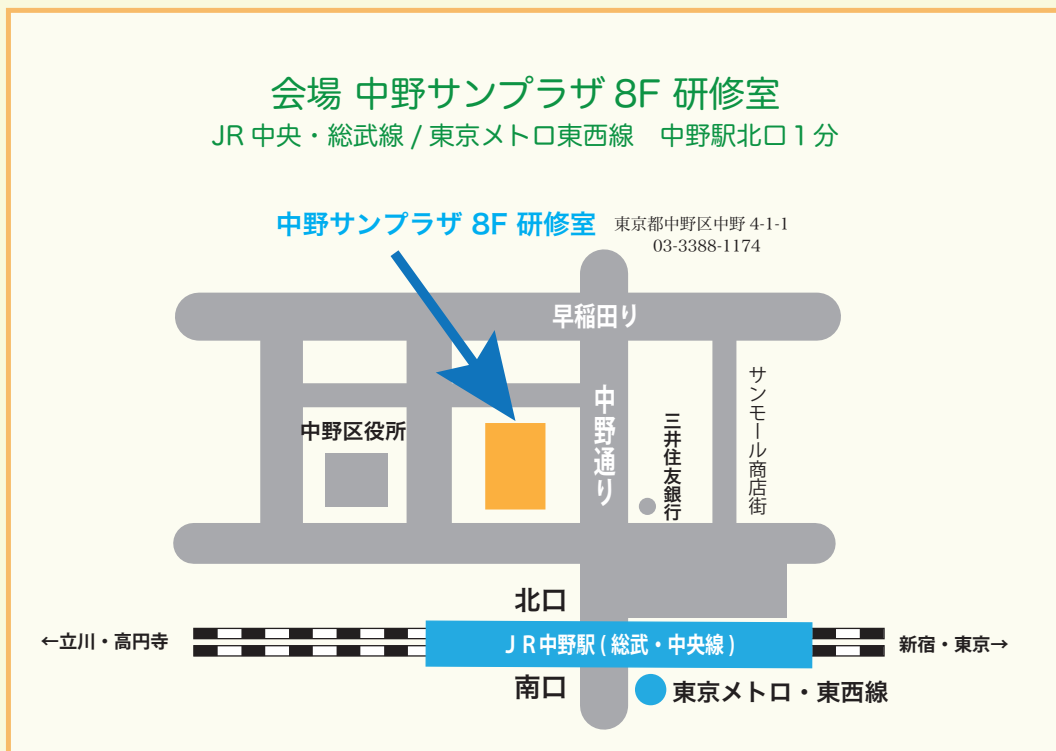 会場 中野サンプラザ 8F 研修室
JR 中央・総武線 / 東京メトロ東西線　中野駅北口 1 分
中野サンプラザ 8F 研修室
東京都中野区中野 4-1-1
03-3388-1174
早稲田り
中野通り
サンモール商店街
三井住友銀行
中野区役所
北口
←立川・高円寺
ＪＲ中野駅 ( 総武・中央線 )
新宿・東京→
南口
東京メトロ・東西線